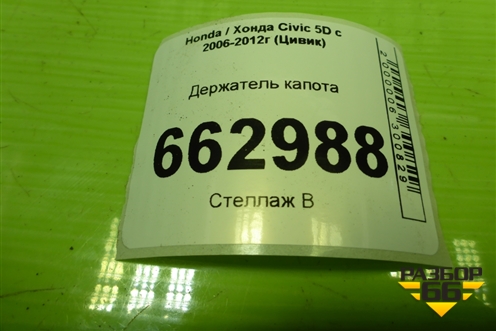 Honda / Хонда Civic 5D с
2006-2012г (Цивик)
Держатель капота
662988
Стеллаж В
2000006300829
РАЗБОР
66